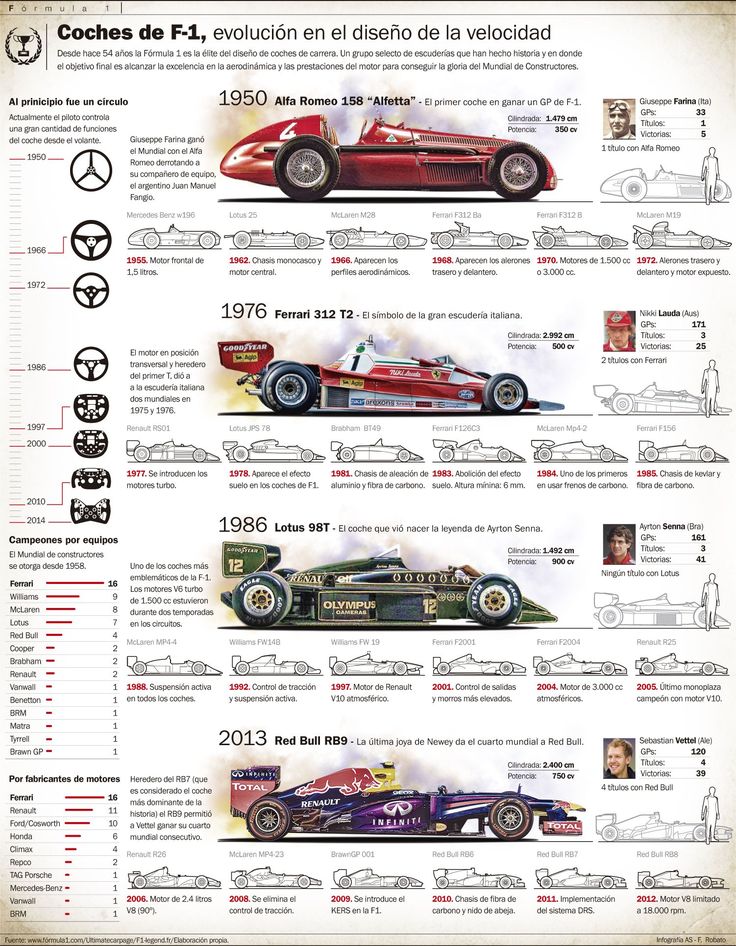 Fórmula 1
Coches de F-1, evolución en el diseño de la velocidad
Desde hace 54 años la Fórmula 1 es la élite del diseño de coches de carrera. Un grupo selecto de escuderías que han hecho historia y en donde
el objetivo final es alcanzar la excelencia en la aerodinámica y las prestaciones del motor para conseguir la gloria del Mundial de Constructores.
Al prinicipio fue un círculo
Actualmente el piloto controla
una gran cantidad de funciones
del coche desde el volante.
1950
1966
1972
1986
1997
2000
2010
2014
1950 Alfa Romeo 158 “Alfetta” - El primer coche en ganar un GP de F-1.
Cilindrada: 1.479 cm
Potencia: 350 cv
Giuseppe Farina ganó
el Mundial con el Alfa
Romeo derrotando a
su compañero de equipo,
el argentino Juan Manuel
Fangio.
4
Giuseppe Farina (Ita)
GPs: 33
Títulos: 1
Victorias: 5
1 título con Alfa Romeo
Mercedes Benz w196
1955. Motor frontal de
1,5 litros.
Lotus 25
1962. Chasis monocasco y
motor central.
McLaren M28
1966. Aparecen los
perfiles aerodinámicos.
Ferrari F312 Ba
1968. Aparecen los alerones
trasero y delantero.
Ferrari F312 B
1970. Motores de 1.500 cc
o 3.000 cc.
McLaren M19
1972. Alerones trasero y
delantero y motor expuesto.
1976 Ferrari 312 T2 - El símbolo de la gran escudería italiana.
Cilindrada: 2.992 cm
Potencia: 500 cv
El motor en posición
transversal y heredero
del primer T, dió a
a la escudería italiana
dos mundiales en
1975 y 1976.
GOODYEAR
Agip
Niki Lauda
Agip
1
Nikki Lauda (Aus)
GPs: 171
Títulos: 3
Victorias: 25
2 títulos con Ferrari
Renault RS01
1977. Se introducen los
motores turbo.
Lotus JPS 78
1978. Aparece el efecto
suelo en los coches de F1.
Brabham BT49
1981. Chasis de aleación de
aluminio y fibra de carbono.
Ferrari F126C3
1983. Abolición del efecto
suelo. Altura mínina: 6 mm.
McLaren Mp4-2
1984. Uno de los primeros
en usar frenos de carbono.
Ferrari F156
1985. Chasis de kevlar y
fibra de carbono.
Campeones por equipos
El Mundial de constructores
se otorga desde 1958.
Ferrari 16
Williams 9
McLaren 8
Lotus 7
Red Bull 4
Cooper 2
Brabham 2
Renault 2
Vanwall 1
Benetton 1
BRM 1
Matra 1
Tyrrell 1
Brawn GP 1
1986 Lotus 98T - El coche que vió nacer la leyenda de Ayrton Senna.
Cilindrada: 1.492 cm
Potencia: 900 cv
Uno de los coches más
emblemáticos de la F-1.
Los motores V6 turbo
de 1.500 cc estuvieron
durante dos temporadas
en los circuitos.
GOODYEAR
12
RENAULT
OLYMPUS
CAMERAS
12
EAGLE
Ayrton Senna (Bra)
GPs: 161
Títulos: 3
Victorias: 41
Ningún título con Lotus
McLaren MP4-4
1988. Suspensión activa
en todos los coches.
Williams FW14B
1992. Control de tracción
y suspensión activa.
Williams FW 19
1997. Motor de Renault
V10 atmosférico.
Ferrari F2001
2001. Control de salidas
y morros más elevados.
Ferrari F2004
2004. Motor de 3.000 cc
atmosféricos.
Renault R25
2005. Último monoplaza
campeón con motor V10.
Por fabricantes de motores
Ferrari 16
Renault 11
Ford/Cosworth 10
Honda 6
Climax 4
Repco 2
TAG Porsche 1
Mercedes-Benz 1
Vanwall 1
BRM 1
2013 Red Bull RB9 - La última joya de Newey da el cuarto mundial a Red Bull.
Cilindrada: 2.400 cm
Potencia: 750 cv
Heredero del RB7 (que
es considerado el coche
más dominante de la
historia) el RB9 permitió
a Vettel ganar su cuarto
mundial consecutivo.
INFINITI
TOTAL
RENAULT
INFINITI
TOTAL
Sebastian Vettel (Ale)
GPs: 120
Títulos: 4
Victorias: 39
4 títulos con Red Bull
Renault R26
2006. Motor de 2.4 litros
V8 (90º).
McLaren MP4-23
2008. Se elimina el
control de tracción.
BrawnGP 001
2009. Se introduce el
KERS en la F1.
Red Bull RB6
2010. Chasis de fibra de
carbono y nido de abeja.
Red Bull RB7
2011. Implementación
del sistema DRS.
Red Bull RB8
2012. Motor V8 limitado
a 18.000 rpm.
Fuente: www.fórmula1.com/Ultimatecarpage/F1-legend.fr/Elaboración propia.
Infografía AS - F. Robato